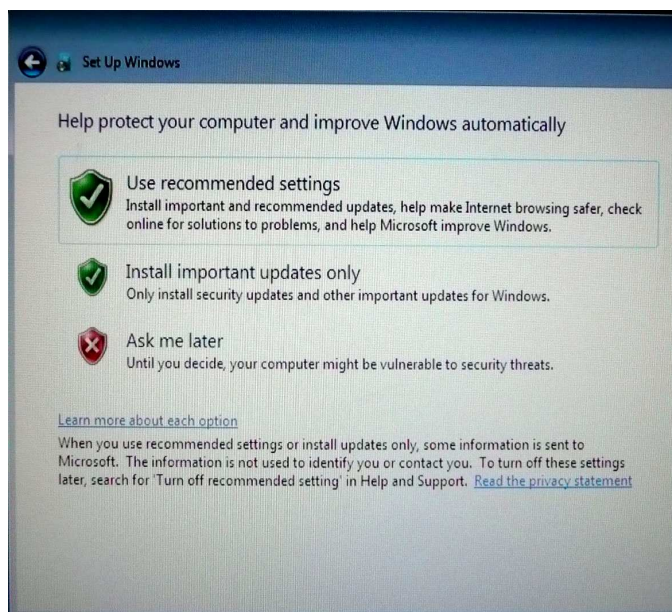 Set Up Windows
Help protect your computer and improve Windows automatically
Use recommended settings
Install important and recommended updates, help make Internet browsing safer, check
online for solutions to problems, and help Microsoft improve Windows.
Install important updates only
Only install security updates and other important updates for Windows.
Ask me later
Until you decide, your computer might be vulnerable to security threats.
Learn more about each option
When you use recommended settings or install updates only, some information is sent to
Microsoft. The information is not used to identify you or contact you. To turn off these settings
later, search for 'Turn off recommended setting' in Help and Support. Read the privacy statement